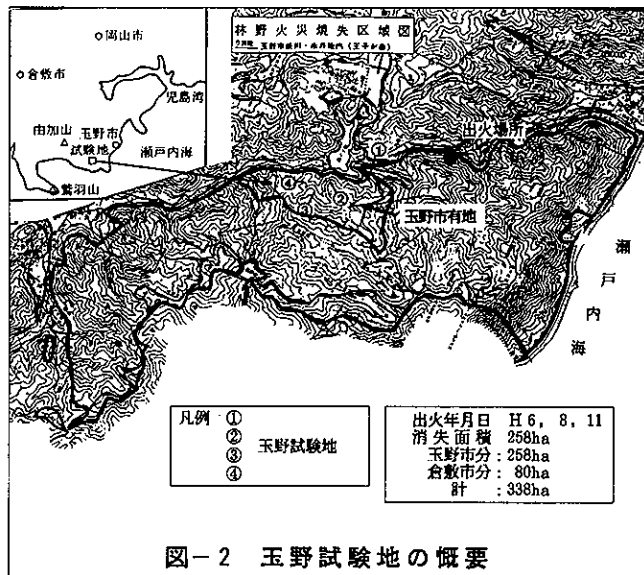 林野火災焼失区域図
岡山市
倉敷市
児島湾
由加山
玉野市
試験地
瀬戸内海
鷲羽山
出火場所
①
④
②
玉野市有地
瀬戸内海
凡例 ①
②
③
④
玉野試験地
出火年月日 H6, 8, 11
消失面積 258ha
玉野市分:258ha
倉敷市分: 80ha
計 :338ha
図-2 玉野試験地の慨要